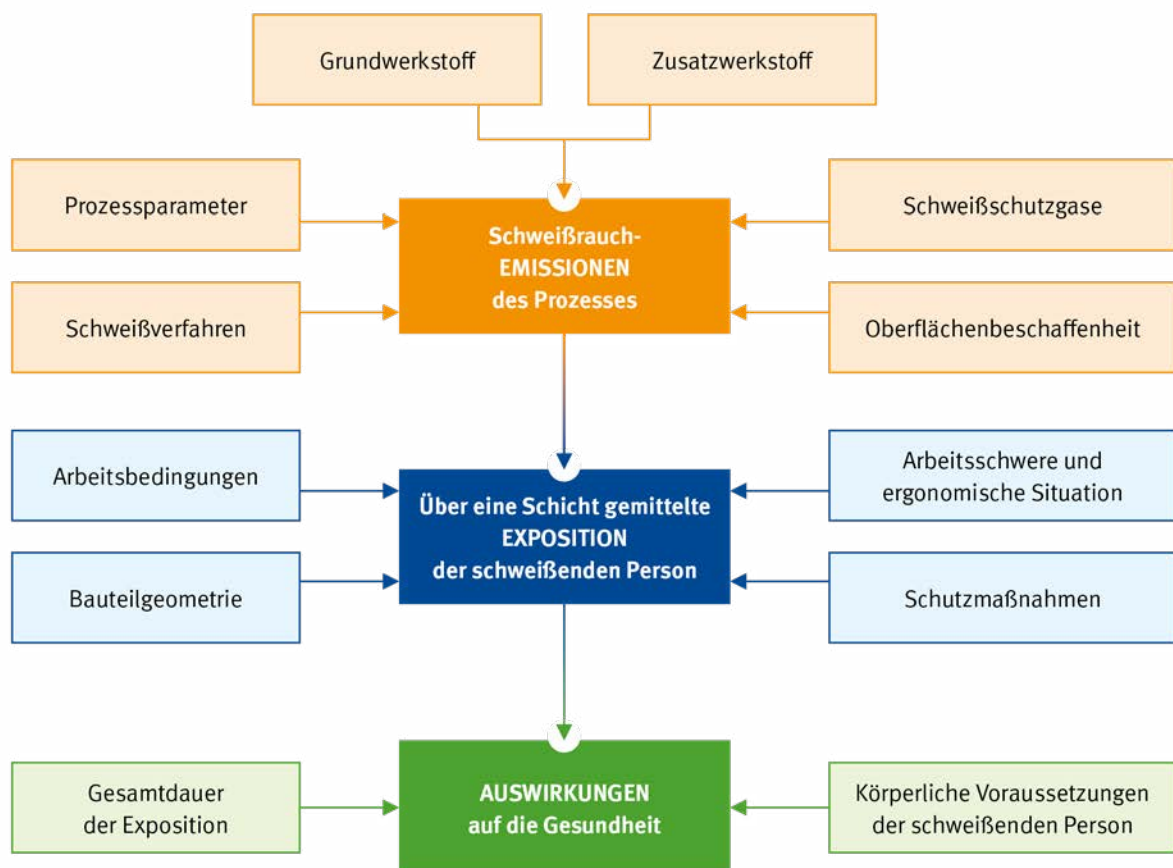 Grundwerkstoff
Zusatzwerkstoff
Prozessparameter
Schweißrauch-
EMISSIONEN
des Prozesses
Schweißschutzgase
Schweißverfahren
Oberflächenbeschaffenheit
Arbeitsbedingungen
Über eine Schicht gemittelte
EXPOSITION
der schweißenden Person
Arbeitsschwere und
ergonomische Situation
Bauteilgeometrie
Schutzmaßnahmen
Gesamtdauer
der Exposition
AUSWIRKUNGEN
auf die Gesundheit
Körperliche Voraussetzungen
der schweißenden Person